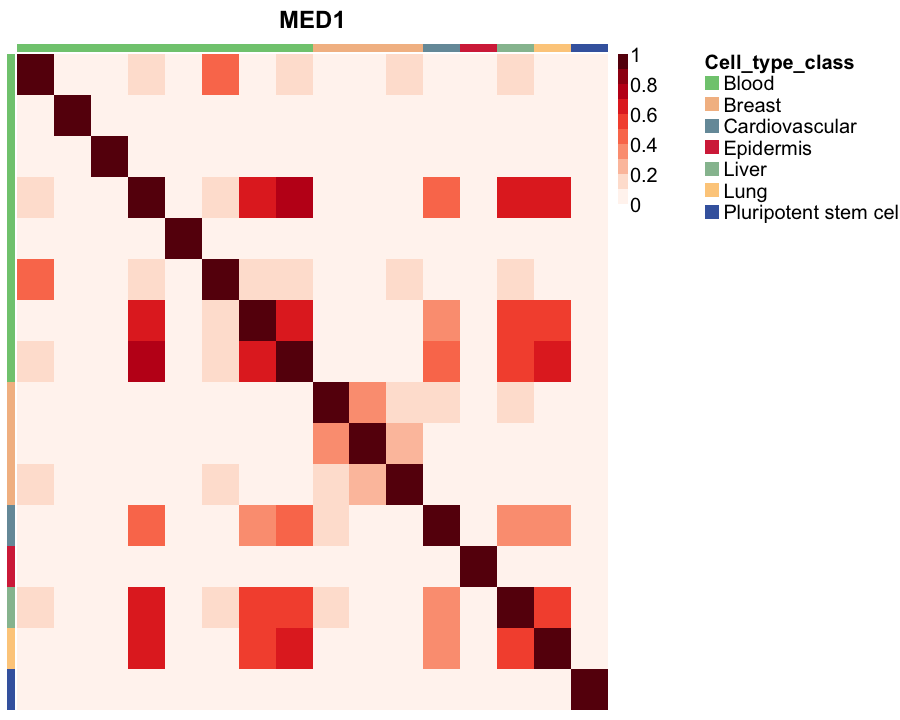 MED1
1
0.8
0.6
0.4
0.2
0
Cell_type_class
Blood
Breast
Cardiovascular
Epidermis
Liver
Lung
Pluripotent stem cel